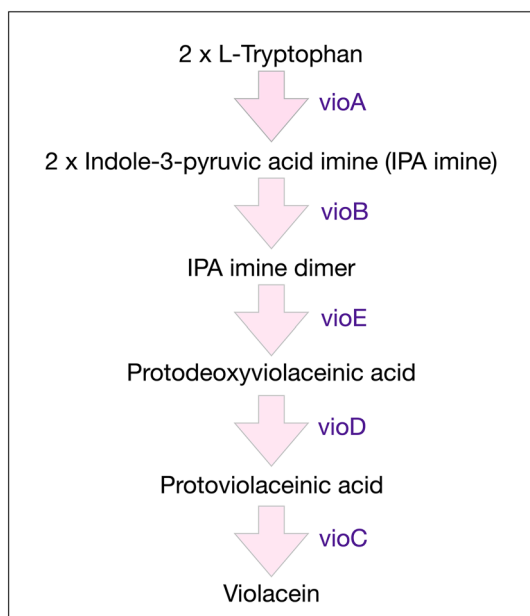 2 x L-Tryptophan
vioA
2 x Indole-3-pyruvic acid imine (IPA imine)
vioB
IPA imine dimer
vioE
Protodeoxyviolaceinic acid
vioD
Protoviolaceinic acid
vioC
Violacein